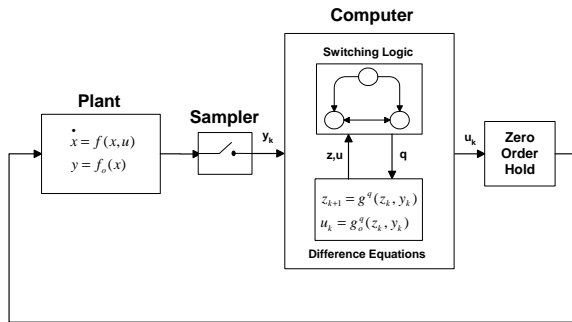 Computer
Switching Logic
Plant
Sampler
ẋ = f(x,u)
y = f_o(x)
y_k
z,u
q
u_k
Zero
Order
Hold
z_{k+1} = g^q(z_k, y_k)
u_k = g_o^q(z_k, y_k)
Difference Equations